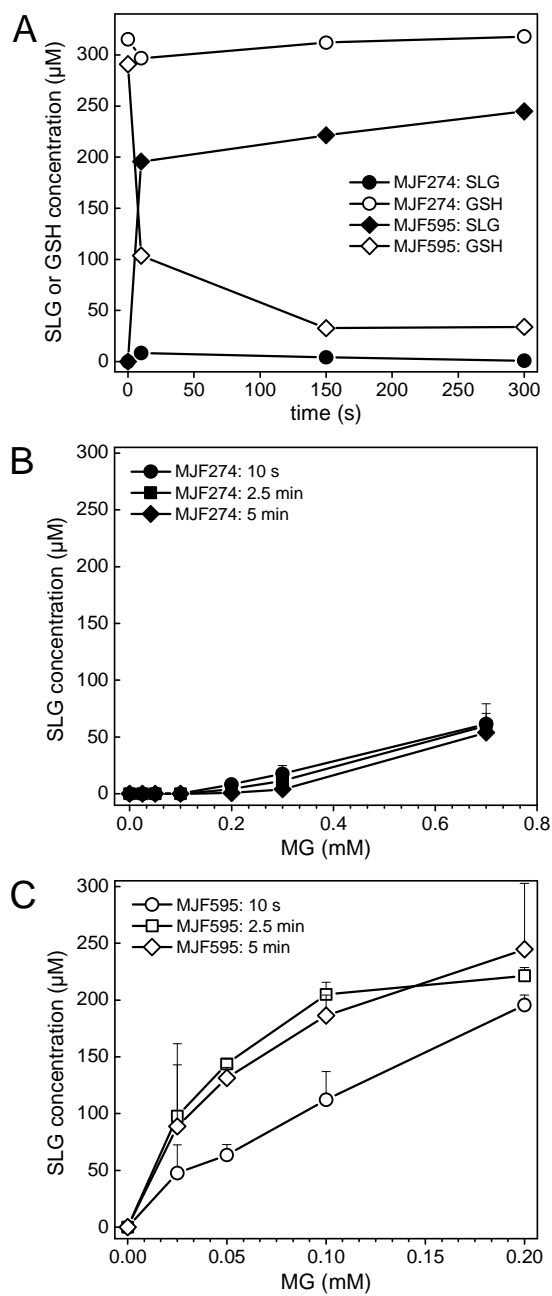 A
SLG or GSH concentration (µM)
300
250
200
150
100
50
0
MJF274: SLG
MJF274: GSH
MJF595: SLG
MJF595: GSH
0 50 100 150 200 250 300
time (s)
B
SLG concentration (µM)
300
250
200
150
100
50
0
MJF274: 10 s
MJF274: 2.5 min
MJF274: 5 min
0.0 0.2 0.4 0.6 0.8
MG (mM)
C
SLG concentration (µM)
300
250
200
150
100
50
0
MJF595: 10 s
MJF595: 2.5 min
MJF595: 5 min
0.00 0.05 0.10 0.15 0.20
MG (mM)